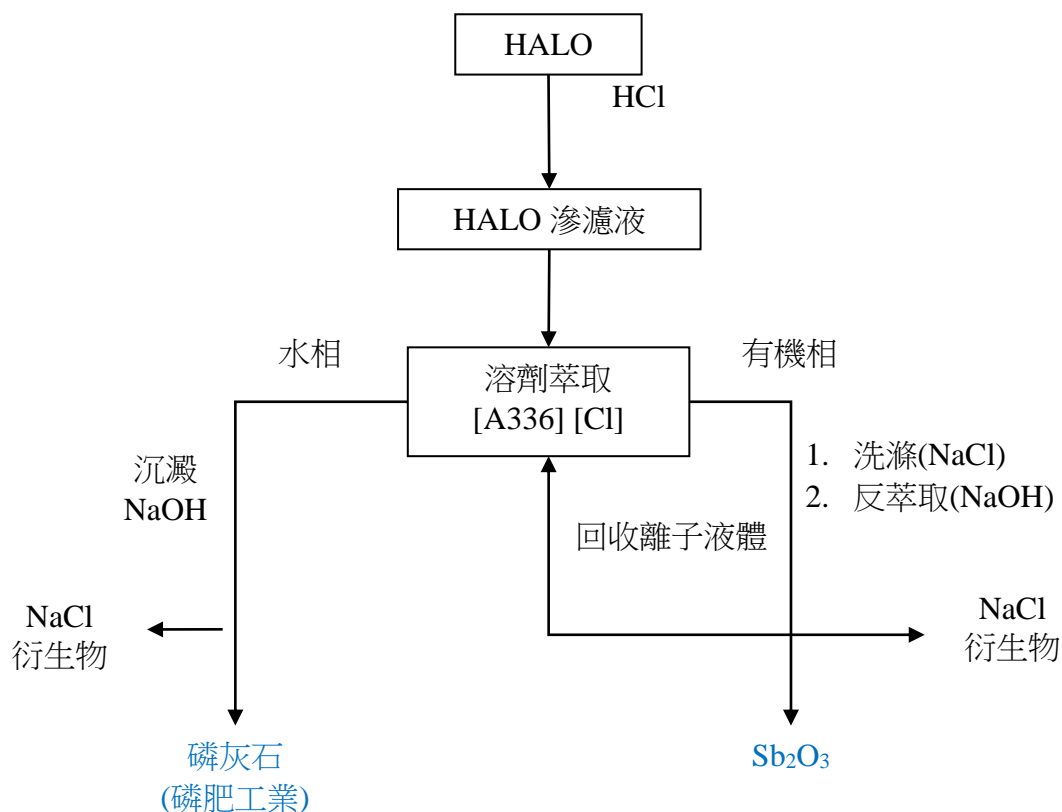 HALO
HCl
HALO 滲濾液
水相
有機相
溶劑萃取
[A336] [Cl]
沉澱
NaOH
1. 洗滌(NaCl)
2. 反萃取(NaOH)
回收離子液體
NaCl
衍生物
NaCl
衍生物
磷灰石
(磷肥工業)
Sb₂O₃